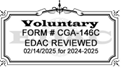 Voluntary
FORM # CGA-146C
EDAC REVIEWED
02/14/2025 for 2024-2025